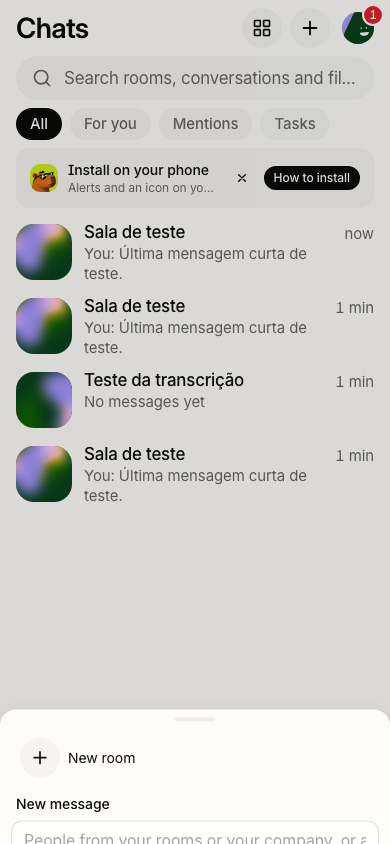 Chats
1
Search rooms, conversations and fil...
All
For you
Mentions
Tasks
Install on your phone
Alerts and an icon on yo...
How to install
Sala de teste
now
You: Última mensagem curta de
teste.
Sala de teste
1 min
You: Última mensagem curta de
teste.
Teste da transcrição
1 min
No messages yet
Sala de teste
1 min
You: Última mensagem curta de
teste.
New room
New message
People from your rooms or your company, or